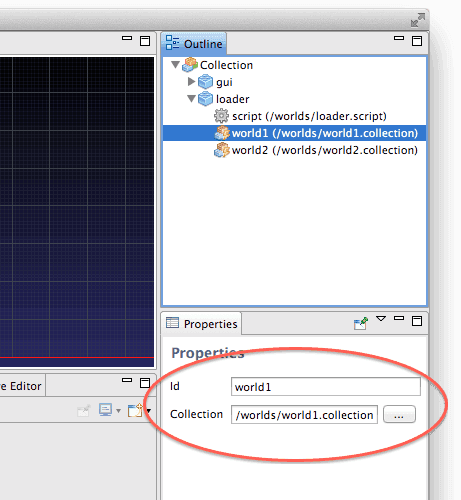 Outline
Collection
gui
loader
script (/worlds/loader.script)
world1 (/worlds/world1.collection)
world2 (/worlds/world2.collection)
Properties
Properties
Id world1
Collection /worlds/world1.collection ...
e Editor